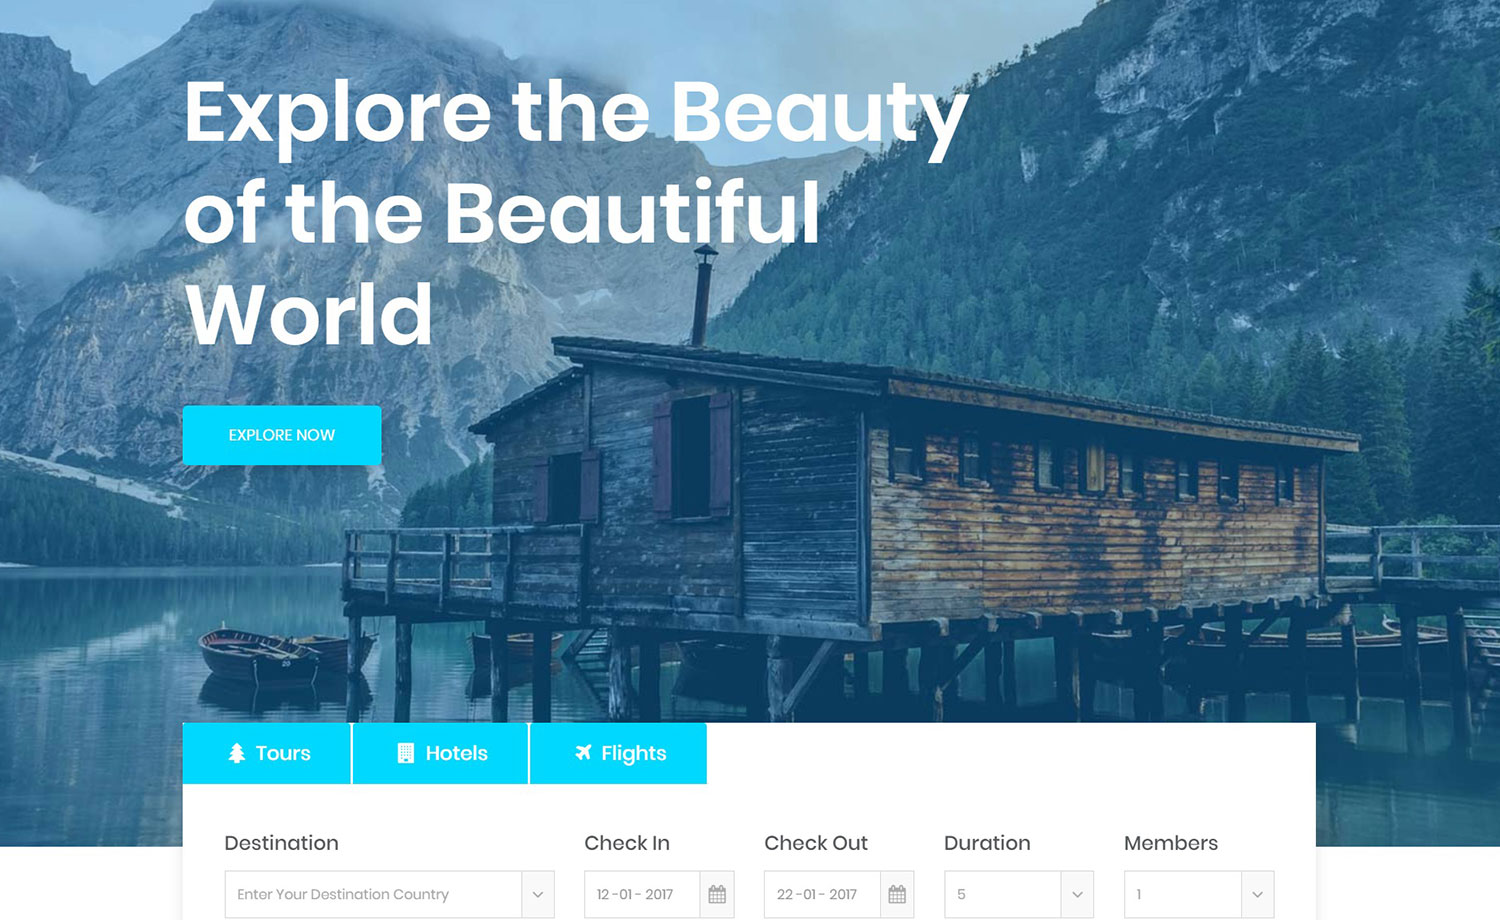 Explore the Beauty
of the Beautiful
World
EXPLORE NOW
20
Tours Hotels Flights
Destination Check In Check Out Duration Members
Enter Your Destination Country 12 -01 - 2017 22 -01 - 2017 5 1